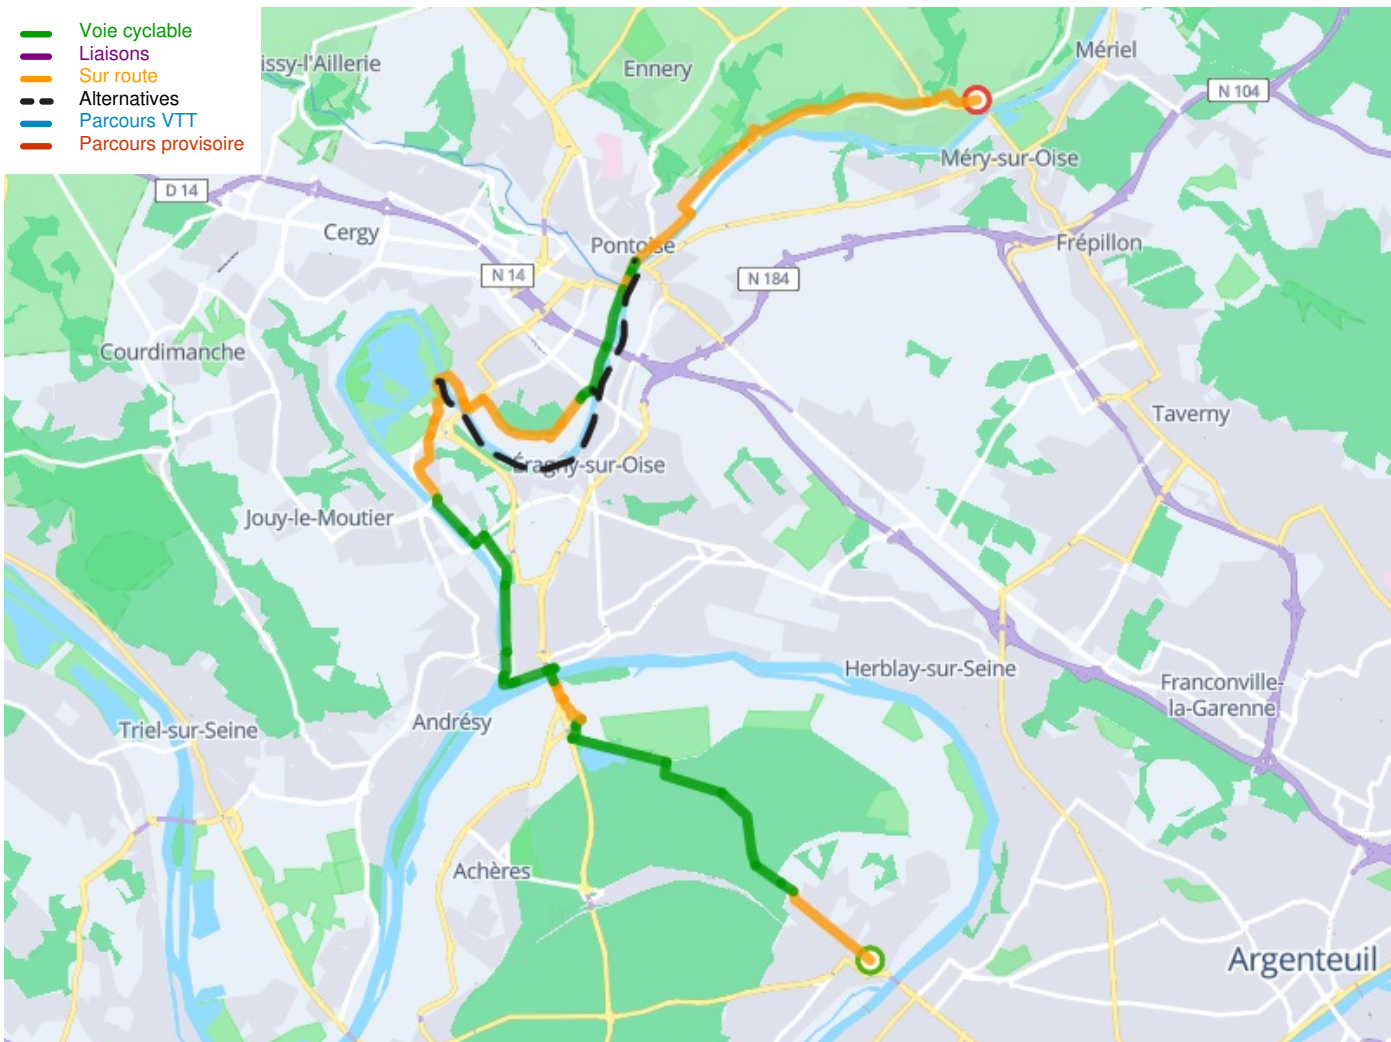 Voie cyclable
Liaisons
Sur route
Alternatives
Parcours VTT
Parcours provisoire
issy-l'Aillerie
Ennery
Mériel
N 104
Méry-sur-Oise
D 14
Cergy
Pontoise
Frépillon
N 14
N 184
Courdimanche
Taverny
Éragny-sur-Oise
Jouy-le-Moutier
Herblay-sur-Seine
Franconville-
la-Garenne
Andrésy
Triel-sur-Seine
Achères
Argenteuil